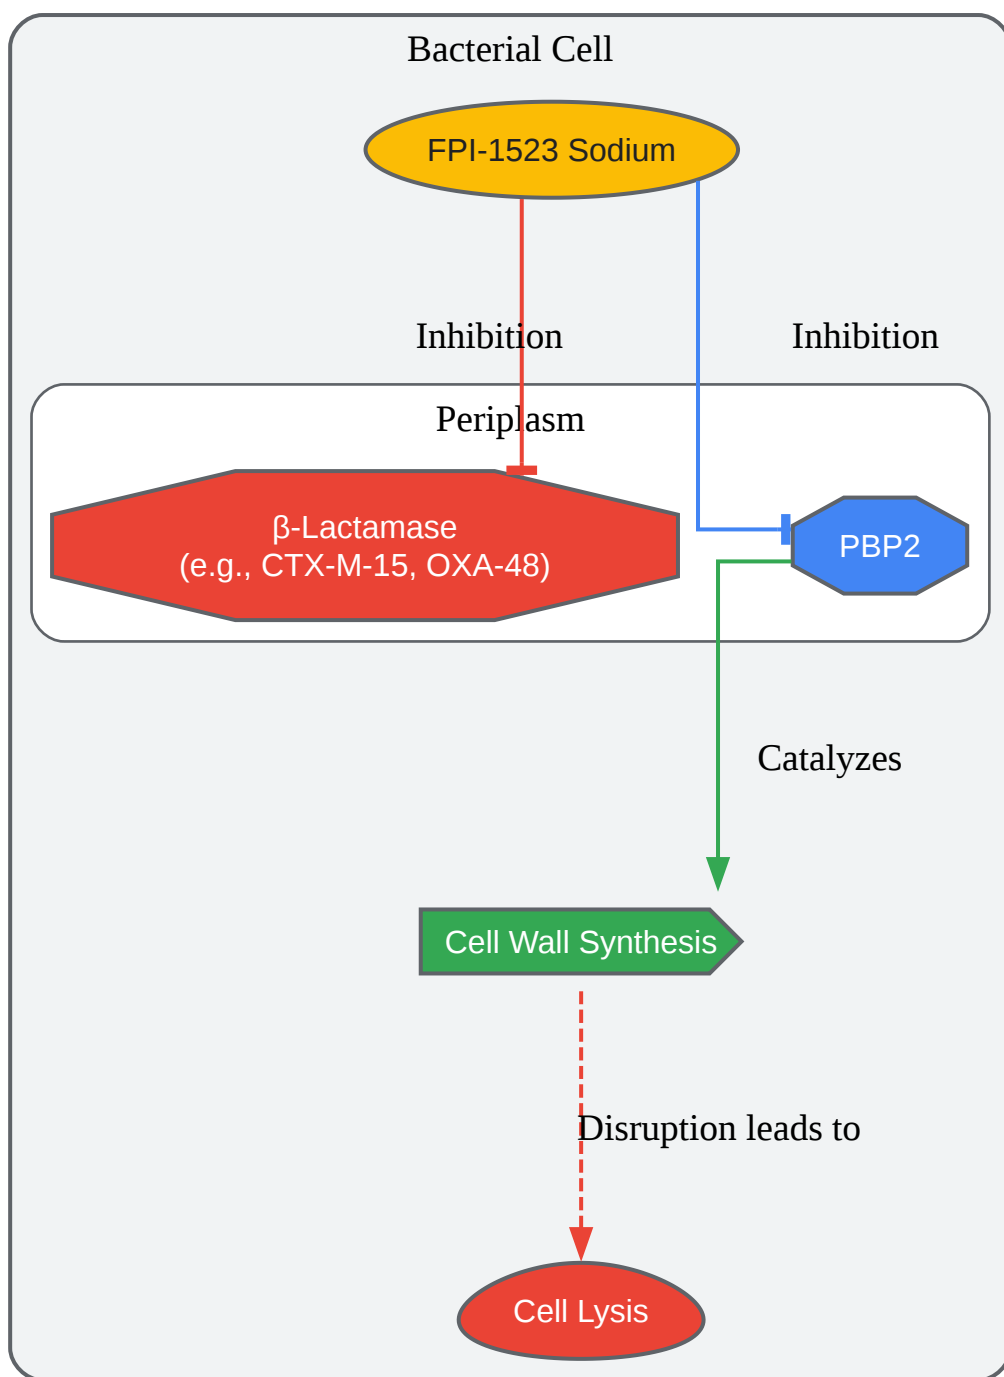 Bacterial Cell
FPI-1523 Sodium
Inhibition
Inhibition
Periplasm
β-Lactamase
(e.g., CTX-M-15, OXA-48)
PBP2
Catalyzes
Cell Wall Synthesis
Disruption leads to
Cell Lysis